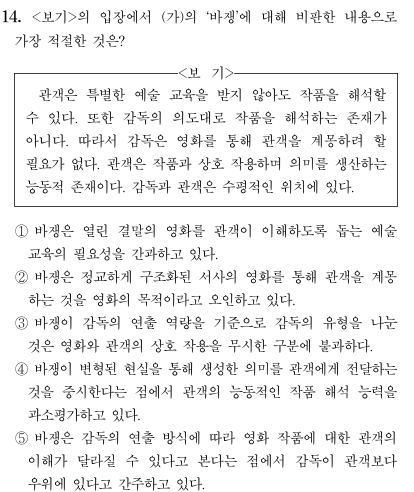 14. <보기>의 입장에서 (가)의 ‘바쟁’에 대해 비판한 내용으로
가장 적절한 것은?
<보 기>
관객은 특별한 예술 교육을 받지 않아도 작품을 해석할
수 있다. 또한 감독의 의도대로 작품을 해석하는 존재가
아니다. 따라서 감독은 영화를 통해 관객을 계몽하려 할
필요가 없다. 관객은 작품과 상호 작용하며 의미를 생산하는
능동적 존재이다. 감독과 관객은 수평적인 위치에 있다.
① 바쟁은 열린 결말의 영화를 관객이 이해하도록 돕는 예술
교육의 필요성을 간과하고 있다.
② 바쟁은 정교하게 구조화된 서사의 영화를 통해 관객을 계몽
하는 것을 영화의 목적이라고 오인하고 있다.
③ 바쟁이 감독의 연출 역량을 기준으로 감독의 유형을 나눈
것은 영화와 관객의 상호 작용을 무시한 구분에 불과하다.
④ 바쟁이 변형된 현실을 통해 생성한 의미를 관객에게 전달하는
것을 중시한다는 점에서 관객의 능동적인 작품 해석 능력을
과소평가하고 있다.
⑤ 바쟁은 감독의 연출 방식에 따라 영화 작품에 대한 관객의
이해가 달라질 수 있다고 본다는 점에서 감독이 관객보다
우위에 있다고 간주하고 있다.